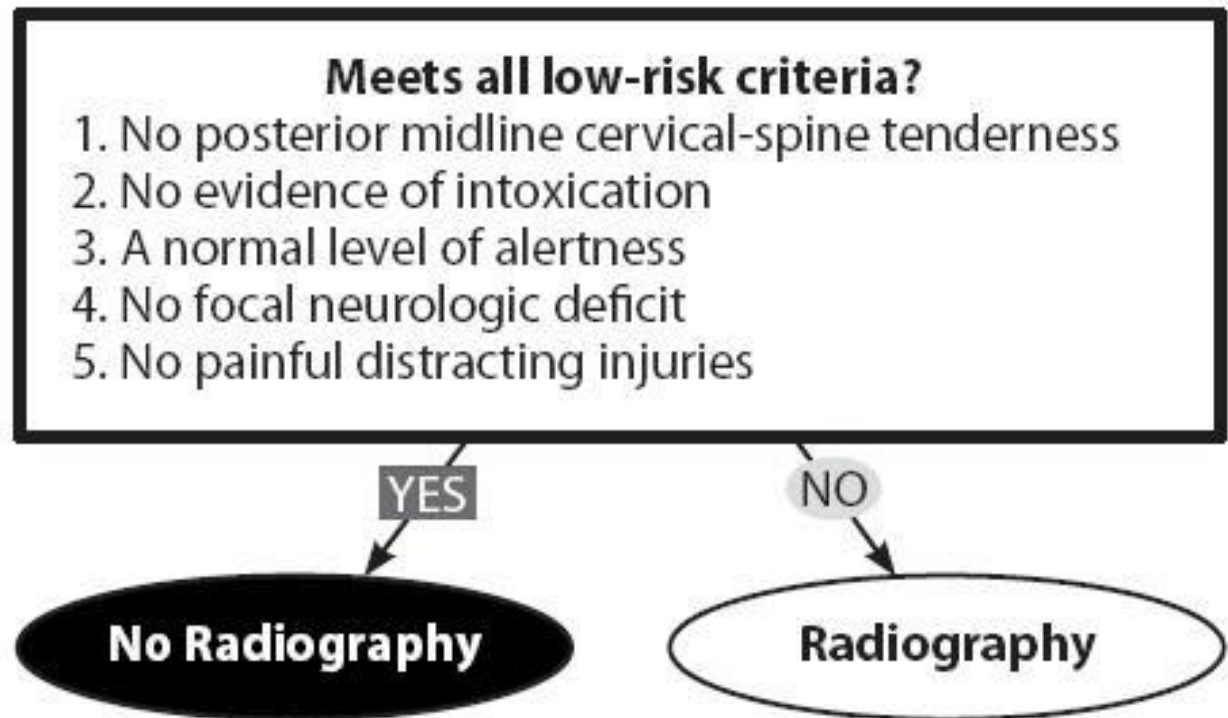 Meets all low-risk criteria?
1. No posterior midline cervical-spine tenderness
2. No evidence of intoxication
3. A normal level of alertness
4. No focal neurologic deficit
5. No painful distracting injuries
YES
NO
No Radiography
Radiography